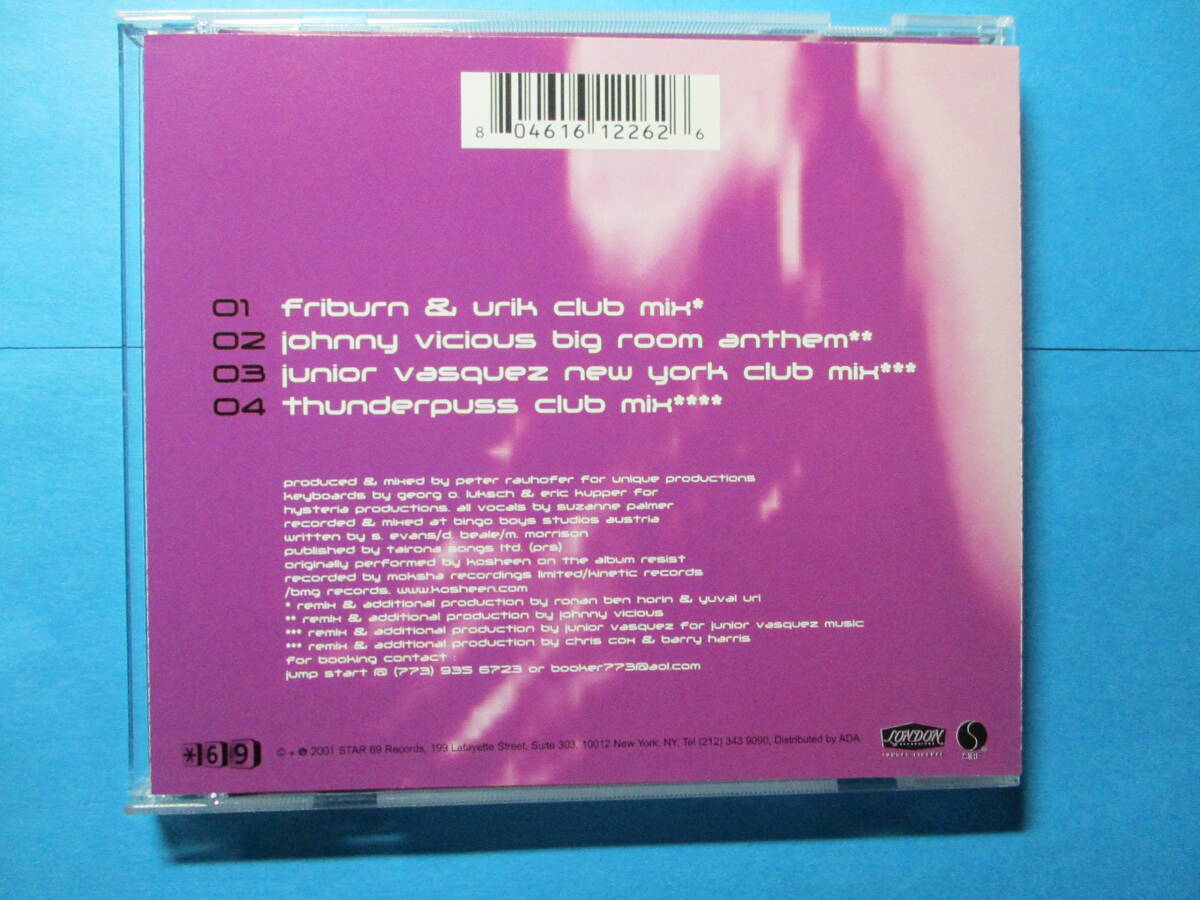 8 04616 12262 6
01 friburn & urik club mix*
02 johnny vicious big room anthem**
03 junior vasquez new york club mix***
04 thunderpuss club mix****
produced & mixed by peter rauhofer for unique productions
keyboards by georg o. luksch & eric kupper for
hysteria productions. all vocals by suzanne palmer
recorded & mixed at bingo boys studios austria
written by s. evans/d. beale/m. morrison
published by tairona songs ltd. (prs)
originally performed by kosheen on the album resist
recorded by moksha recordings limited/kinetic records
/bmg records. www.kosheen.com
* remix & additional production by ronan ben horin & yuval uri
** remix & additional production by johnny vicious
*** remix & additional production by junior vasquez for junior vasquez music
*** remix & additional production by chris cox & barry harris
for booking contact :
jump start @ (773) 935 6723 or booker773@aol.com
*69 © + ℗ 2001 STAR 69 Records, 199 Lafayette Street, Suite 303, 10012 New York, NY, Tel (212) 343 9090, Distributed by ADA
LONDON